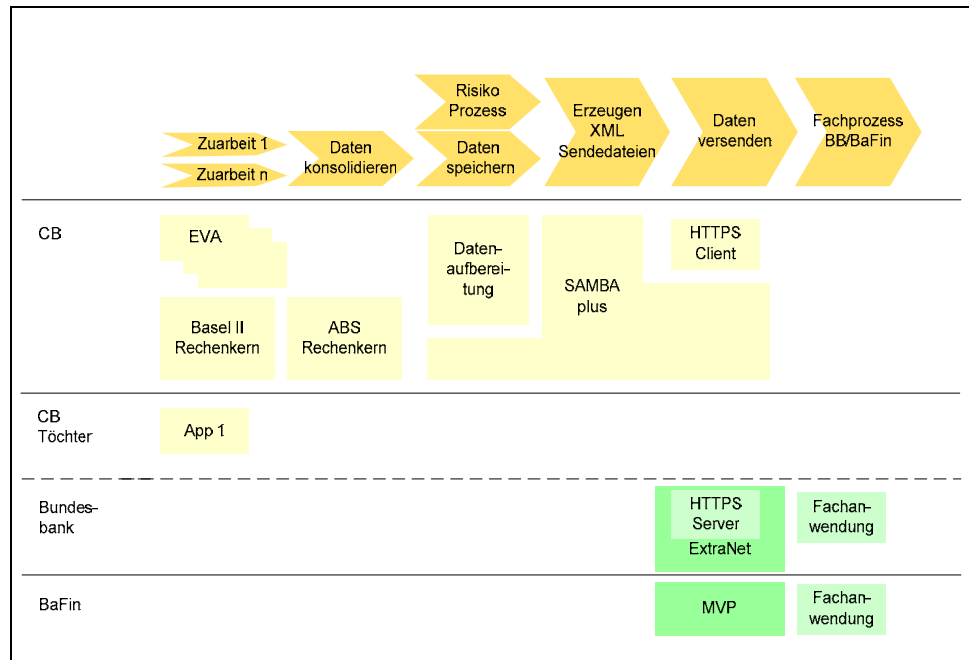 Risiko
Prozess
Erzeugen
XML
Sendedateien
Daten
versenden
Fachprozess
BB/BaFin
Zuarbeit 1
Zuarbeit n
Daten
konsolidieren
Daten
speichern
CB
EVA
Daten-
aufberei-
tung
SAMBA
plus
HTTPS
Client
Basel II
Rechenkern
ABS
Rechenkern
CB
Töchter
App 1
Bundes-
bank
HTTPS
Server
ExtraNet
Fachan-
wendung
BaFin
MVP
Fachan-
wendung